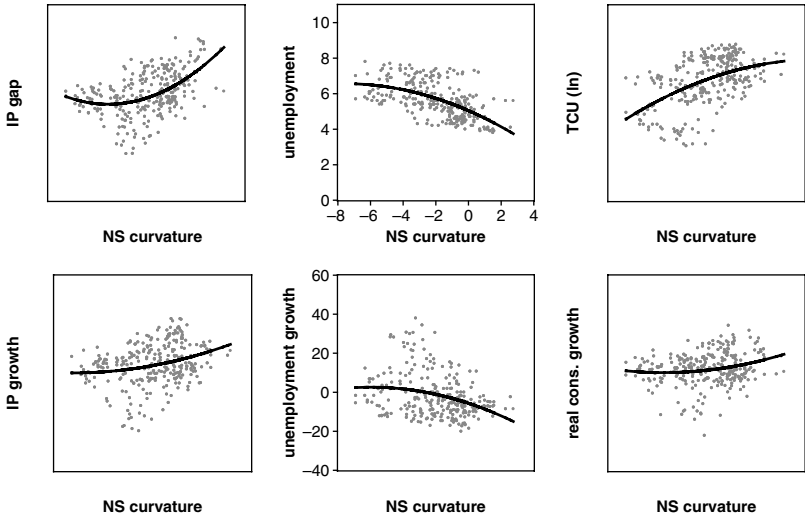 IP gap
NS curvature
unemployment
10
8
6
4
2
0
−8 −6 −4 −2 0 2 4
NS curvature
TCU (ln)
NS curvature
IP growth
NS curvature
unemployment growth
60
40
20
0
−20
−40
NS curvature
real cons. growth
NS curvature